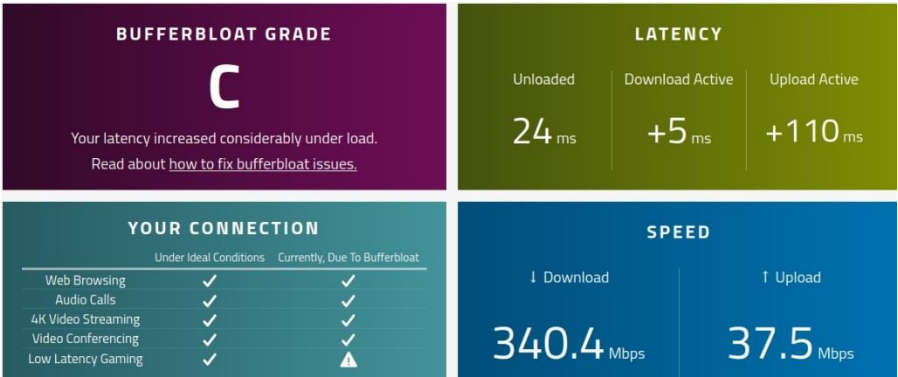 BUFFERBLOAT GRADE
C
Your latency increased considerably under load.
Read about how to fix bufferbloat issues.
LATENCY
Unloaded Download Active Upload Active
24 ms +5 ms +110 ms
YOUR CONNECTION
Under Ideal Conditions Currently, Due To Bufferbloat
Web Browsing
Audio Calls
4K Video Streaming
Video Conferencing
Low Latency Gaming
SPEED
↓ Download ↑ Upload
340.4 Mbps 37.5 Mbps